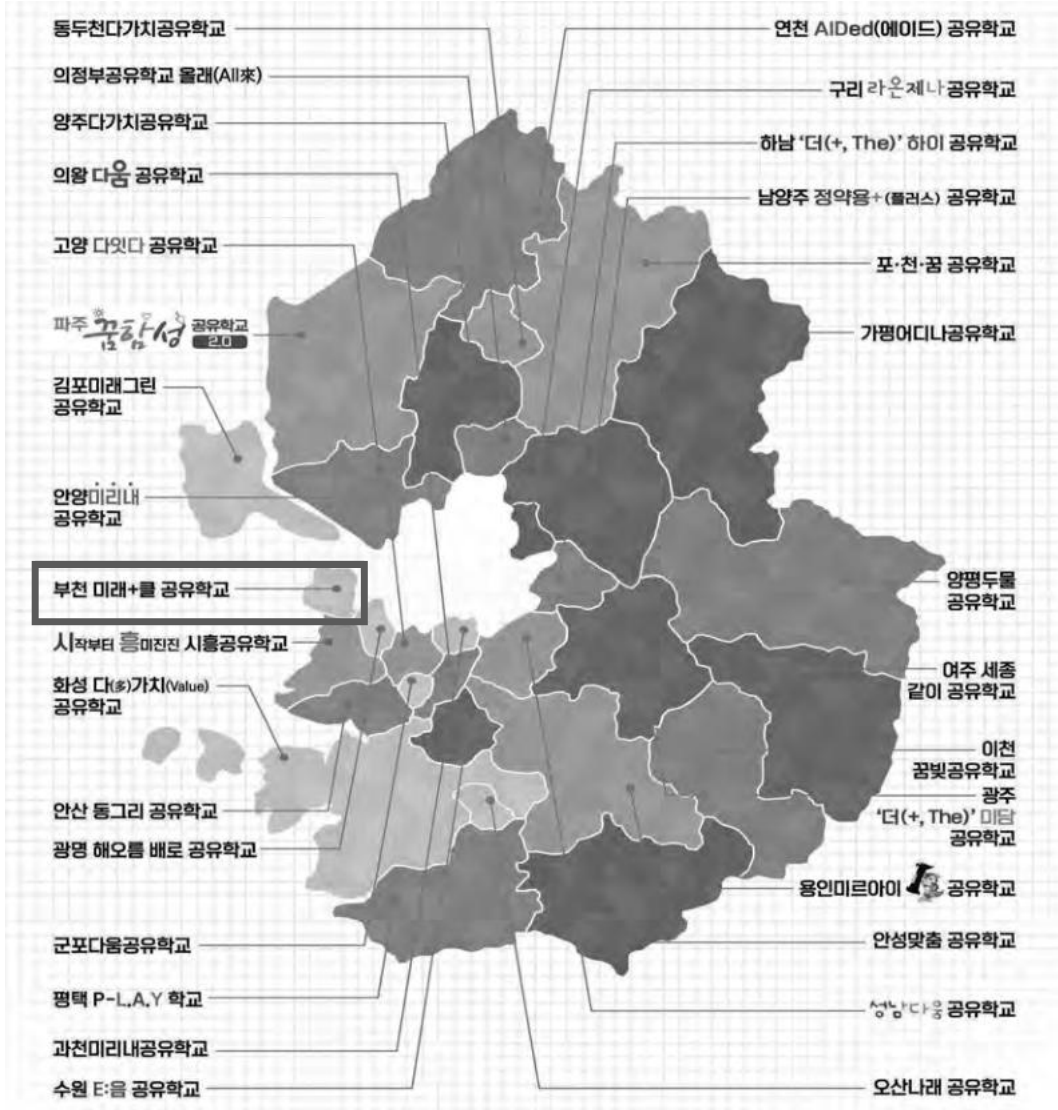 동두천다가치공유학교
의정부공유학교 올래(All來)
양주다가치공유학교
의왕 다움 공유학교
고양 다잇다 공유학교
파주 꿈함성 공유학교 2.0
김포미래그린
공유학교
안양미리내
공유학교
부천 미래+클 공유학교
시작부터 흥미진진 시흥공유학교
화성 다(多)가치(Value)
공유학교
안산 동그리 공유학교
광명 해오름 배로 공유학교
군포다움공유학교
평택 P-L.A.Y 학교
과천미리내공유학교
수원 E:음 공유학교
연천 AIDed(에이드) 공유학교
구리 라온제나 공유학교
하남 ‘더(+, The)’ 하이 공유학교
남양주 정약용+(플러스) 공유학교
포·천·꿈 공유학교
가평어디나공유학교
양평두물
공유학교
여주 세종
같이 공유학교
이천
꿈빛공유학교
광주
‘더(+, The)’ 미담
공유학교
용인미르아이 공유학교
안성맞춤 공유학교
성남다움 공유학교
오산나래 공유학교